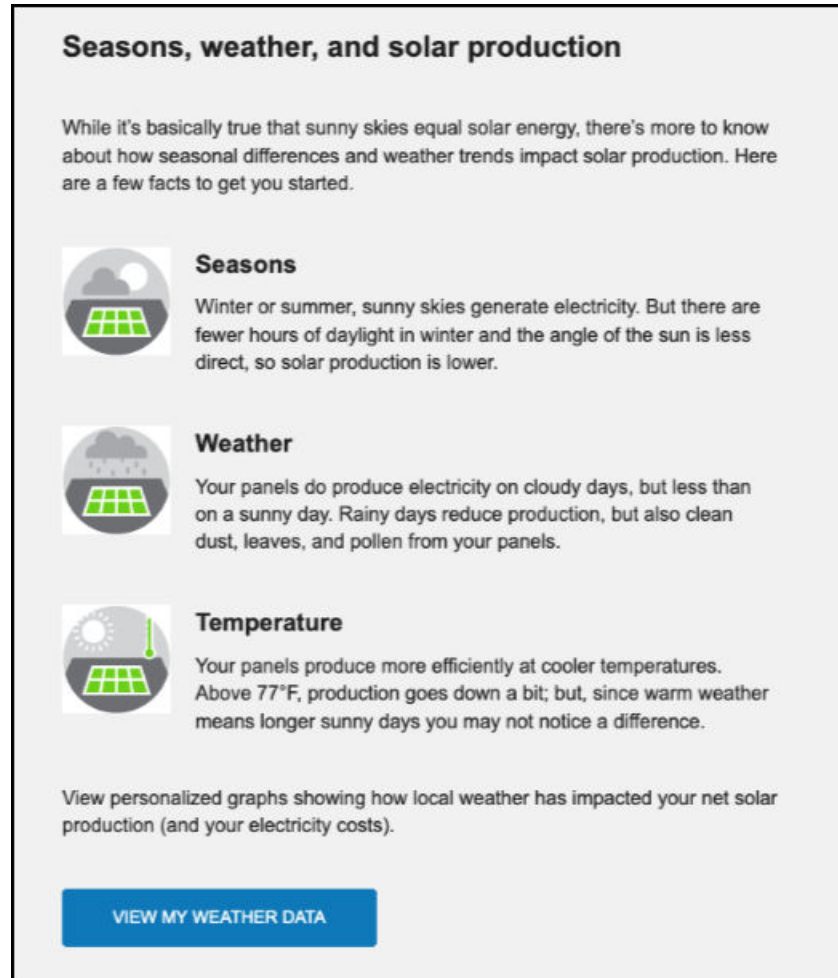 Seasons, weather, and solar production
While it's basically true that sunny skies equal solar energy, there's more to know
about how seasonal differences and weather trends impact solar production. Here
are a few facts to get you started.
Seasons
Winter or summer, sunny skies generate electricity. But there are
fewer hours of daylight in winter and the angle of the sun is less
direct, so solar production is lower.
Weather
Your panels do produce electricity on cloudy days, but less than
on a sunny day. Rainy days reduce production, but also clean
dust, leaves, and pollen from your panels.
Temperature
Your panels produce more efficiently at cooler temperatures.
Above 77°F, production goes down a bit; but, since warm weather
means longer sunny days you may not notice a difference.
View personalized graphs showing how local weather has impacted your net solar
production (and your electricity costs).
VIEW MY WEATHER DATA